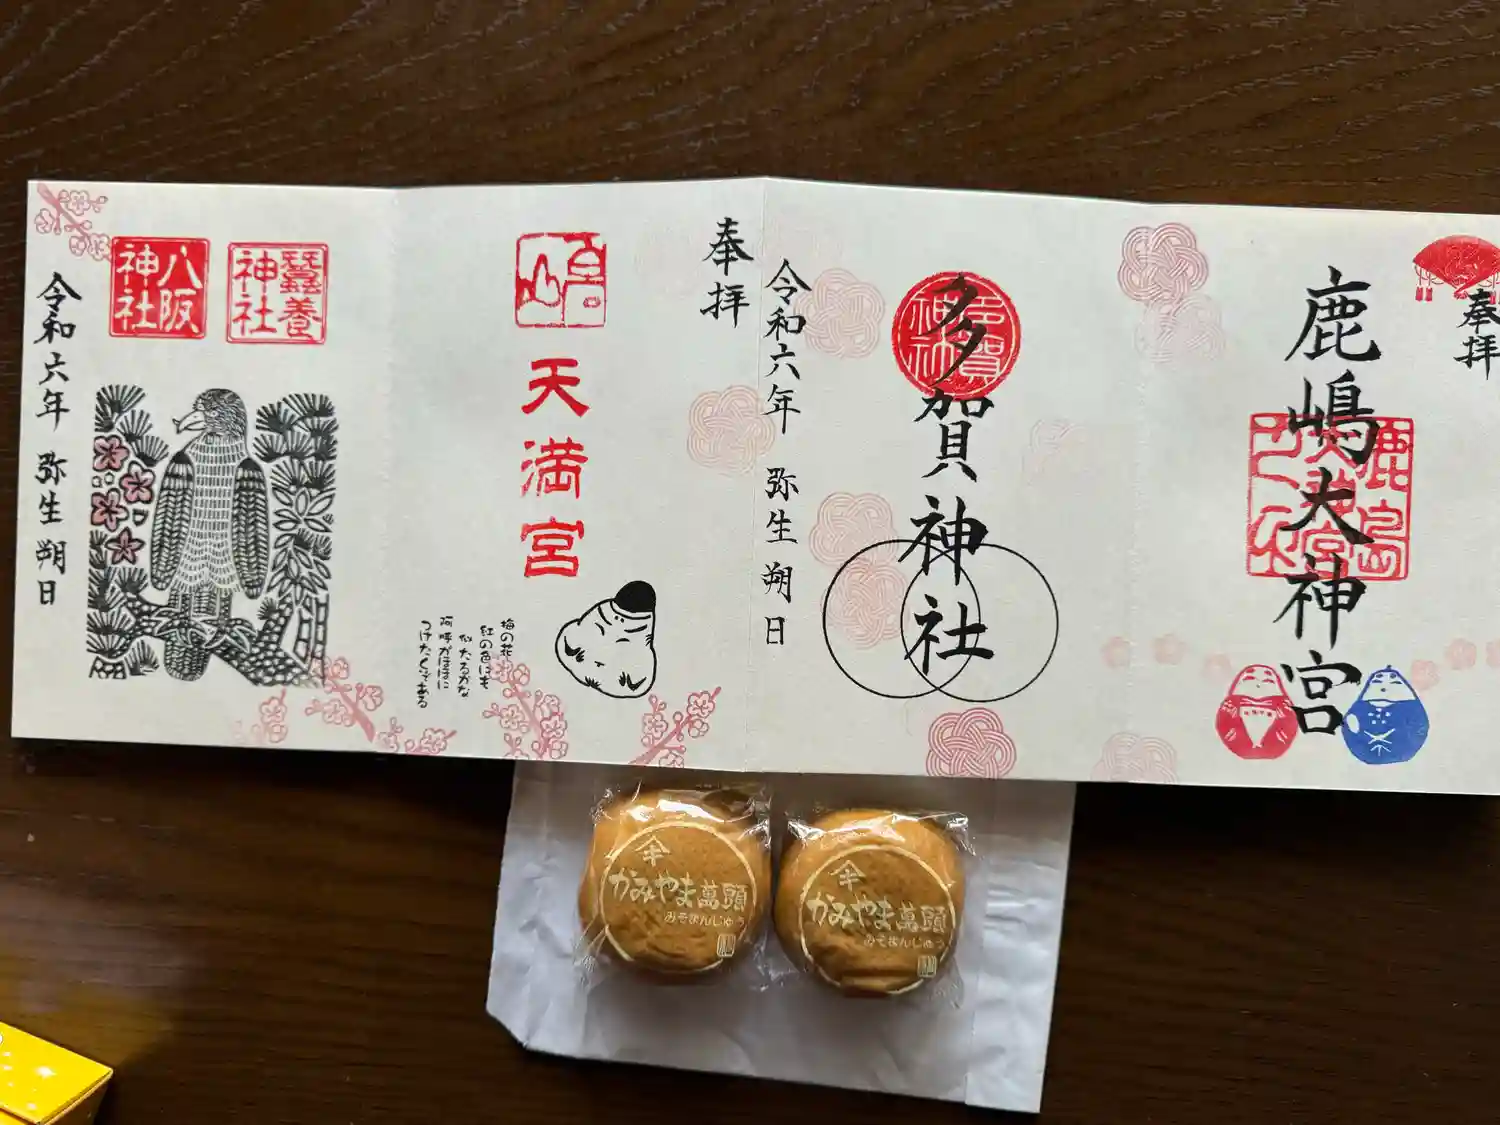 奉拝
鹿嶋大神宮
多賀神社
令和六年 弥生 朔日
奉拝
天満宮
梅の花
紅の色にも
似たるかな
阿呼がほほに
つけたくぞある
蠶養
神社
八阪
神社
令和六年 弥生 朔日
かみやま萬頭
みそまんじゅう
かみやま萬頭
みそまんじゅう